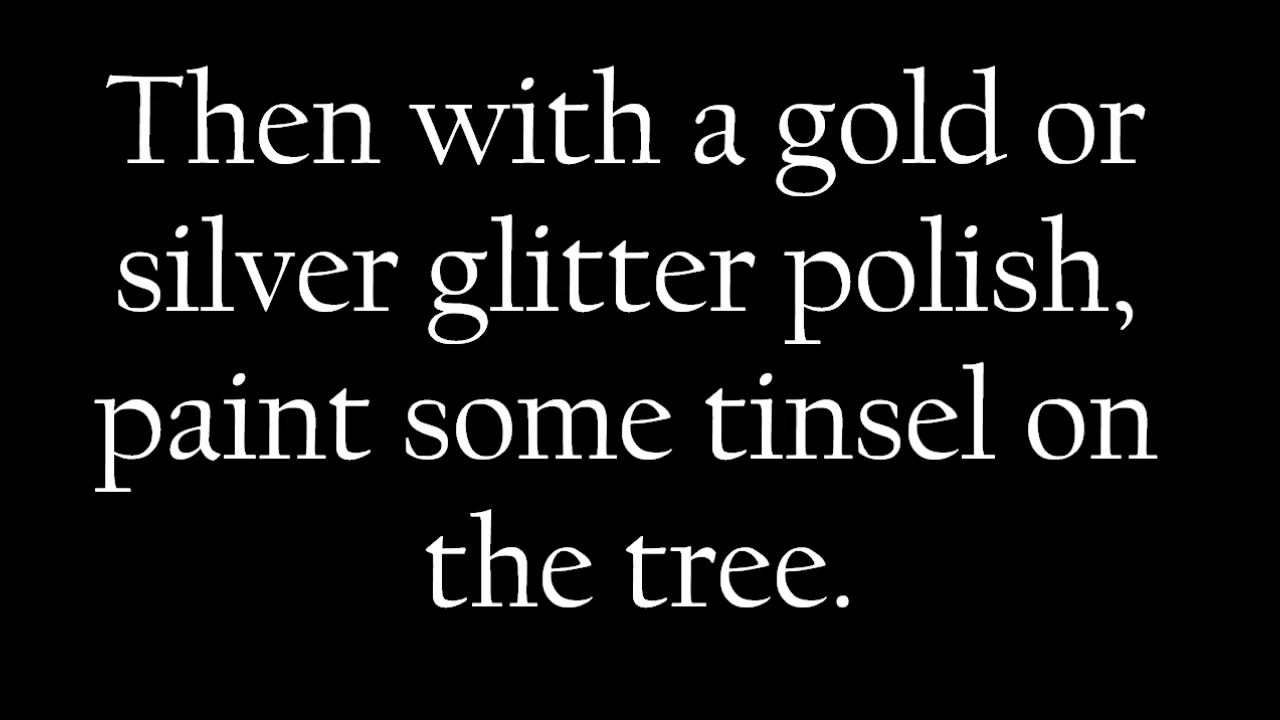 Then with a gold or
silver glitter polish,
paint some tinsel on
the tree.